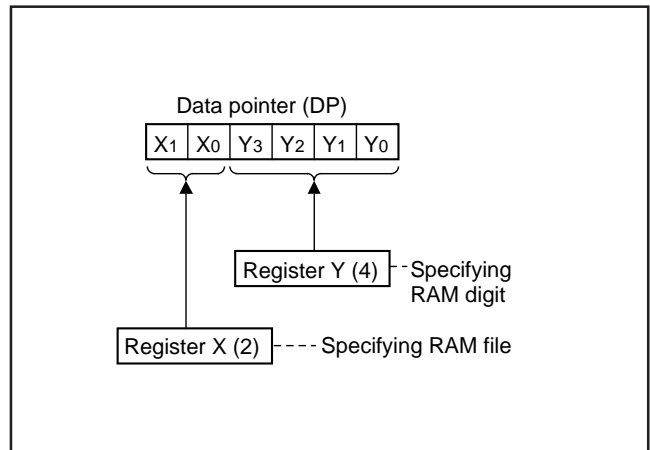 Data pointer (DP)
X1 X0 Y3 Y2 Y1 Y0
Register Y (4)
Specifying
RAM digit
Register X (2)
Specifying RAM file